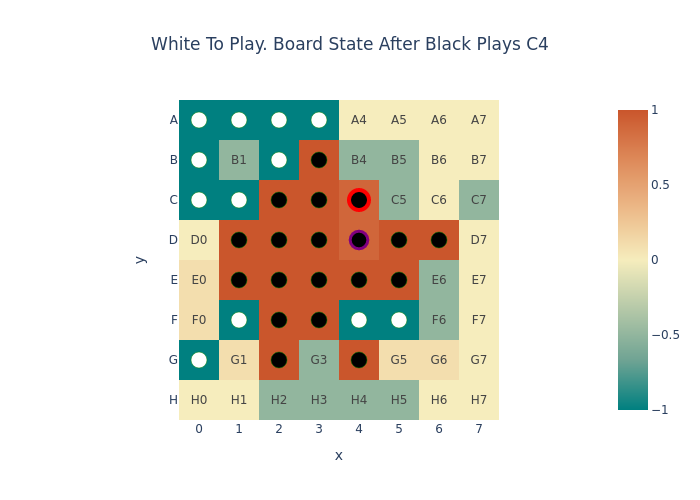 White To Play. Board State After Black Plays C4
A A4 A5 A6 A7
B B1 B4 B5 B6 B7
C C5 C6 C7
D D0 D7
E E0 E6 E7
F F0 F6 F7
G G1 G3 G5 G6 G7
H H0 H1 H2 H3 H4 H5 H6 H7
0 1 2 3 4 5 6 7
x
y
1
0.5
0
−0.5
−1